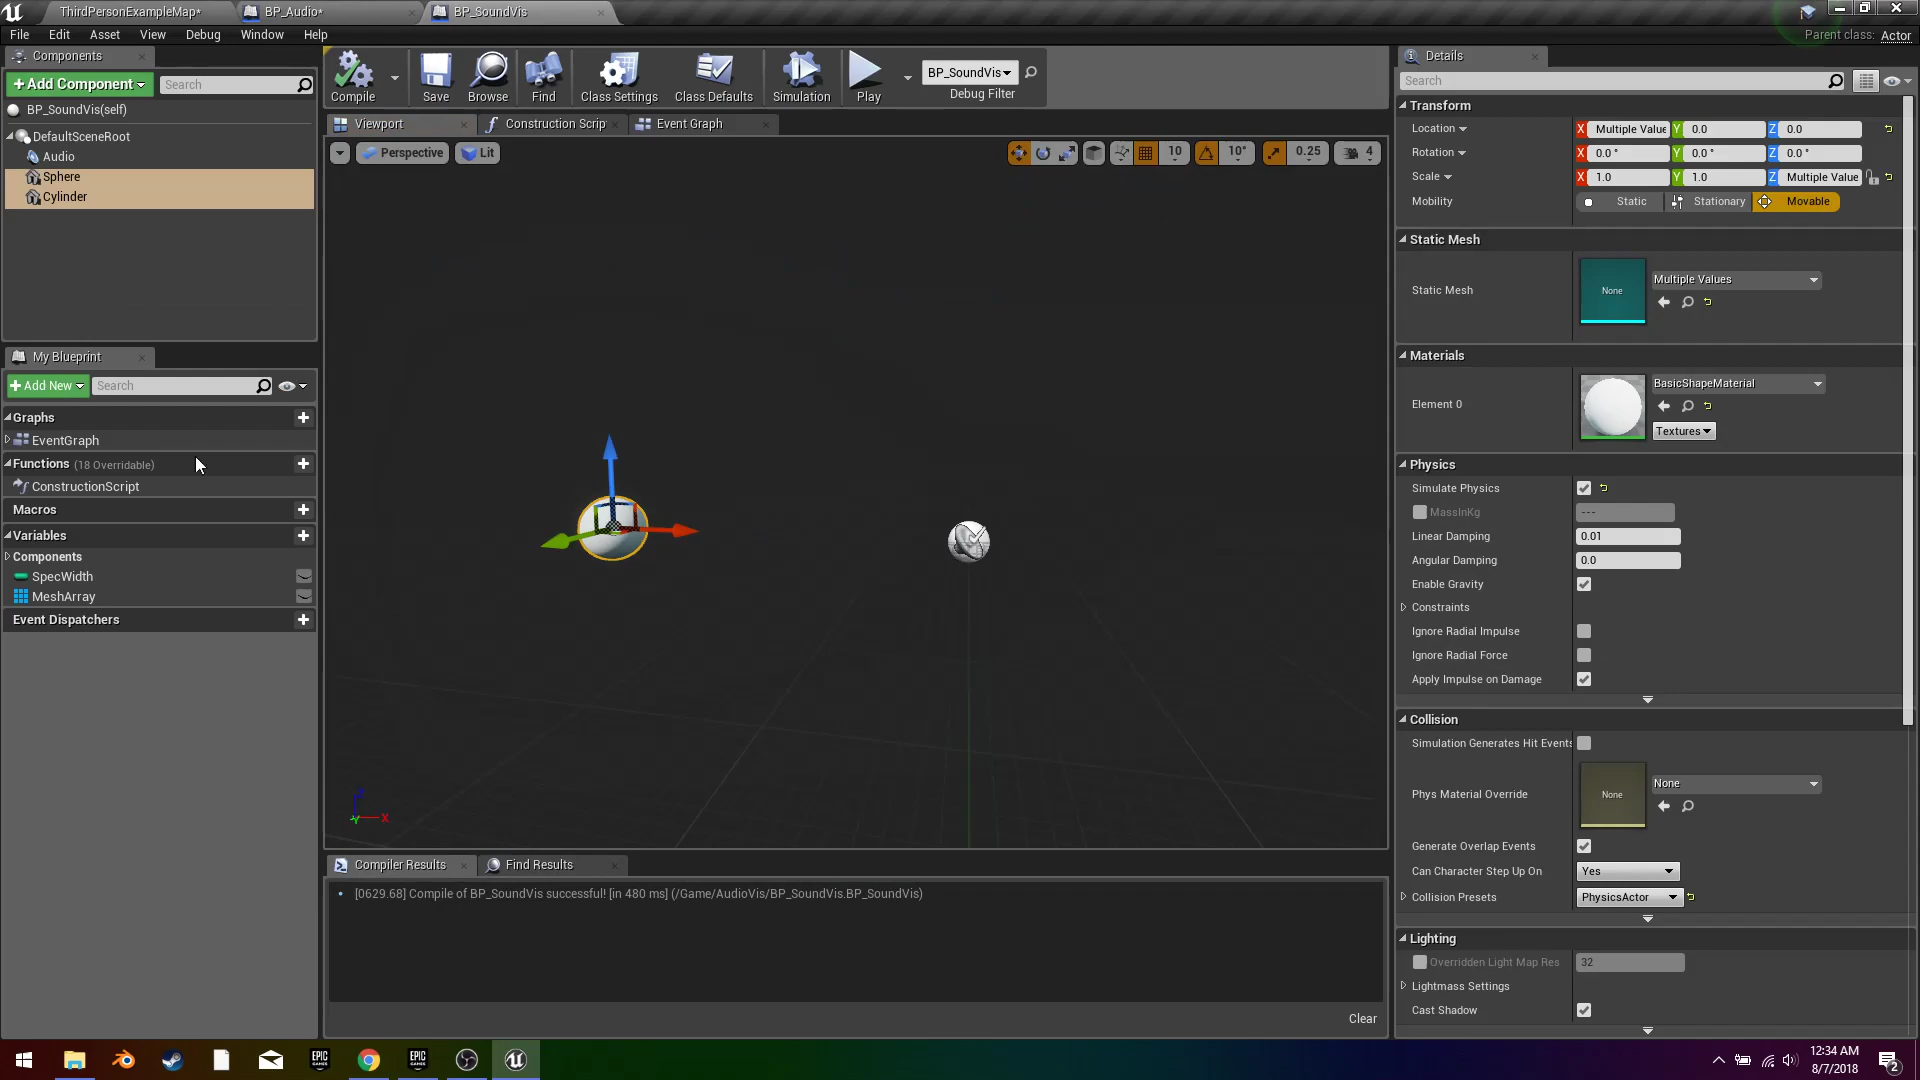 ThirdPersonExampleMap*
BP_Audio*
BP_SoundVis
File Edit Asset View Debug Window Help
Parent class: Actor
Components
+Add Component
Search
BP_SoundVis(self)
DefaultSceneRoot
Audio
Sphere
Cylinder
My Blueprint
+Add New
Search
Graphs
EventGraph
Functions (18 Overridable)
ConstructionScript
Macros
Variables
Components
SpecWidth
MeshArray
Event Dispatchers
Compile
Save
Browse
Find
Class Settings
Class Defaults
Simulation
Play
BP_SoundVis
Debug Filter
Viewport
Construction Scrip
Event Graph
Perspective
Lit
10
10°
0.25
4
Z
X
Y
Compiler Results
Find Results
[0629.68] Compile of BP_SoundVis successful! [in 480 ms] (/Game/AudioVis/BP_SoundVis.BP_SoundVis)
Clear
Details
Search
Transform
Location X Multiple Value Y 0.0 Z 0.0
Rotation X 0.0 ° Y 0.0 ° Z 0.0 °
Scale X 1.0 Y 1.0 Z Multiple Value
Mobility Static Stationary Movable
Static Mesh
Static Mesh None Multiple Values
Materials
Element 0 BasicShapeMaterial
Textures
Physics
Simulate Physics
MassInKg ---
Linear Damping 0.01
Angular Damping 0.0
Enable Gravity
Constraints
Ignore Radial Impulse
Ignore Radial Force
Apply Impulse on Damage
Collision
Simulation Generates Hit Events
Phys Material Override None None
Generate Overlap Events
Can Character Step Up On Yes
Collision Presets PhysicsActor
Lighting
Overridden Light Map Res 32
Lightmass Settings
Cast Shadow
EPIC GAMES
EPIC GAMES
12:34 AM
8/7/2018
2